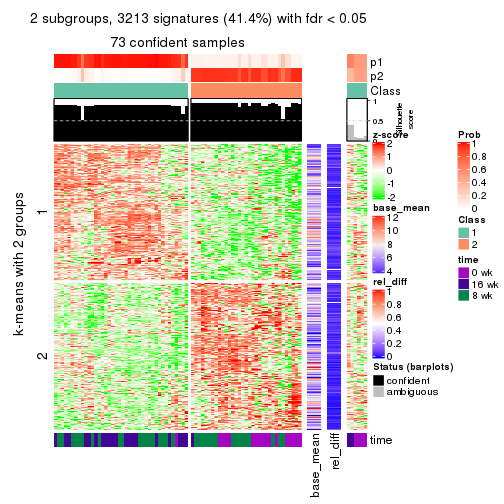 2 subgroups, 3213 signatures (41.4%) with fdr < 0.05
73 confident samples
p1
p2
Class
1
0.5
0
Silhouette
score
k-means with 2 groups
1
2
time
base_mean
rel_diff
z-score
2
1
0
-1
-2
base_mean
12
10
8
6
4
rel_diff
1
0.8
0.6
0.4
0.2
0
Status (barplots)
confident
ambiguous
Prob
1
0.8
0.6
0.4
0.2
0
Class
1
2
time
0 wk
16 wk
8 wk